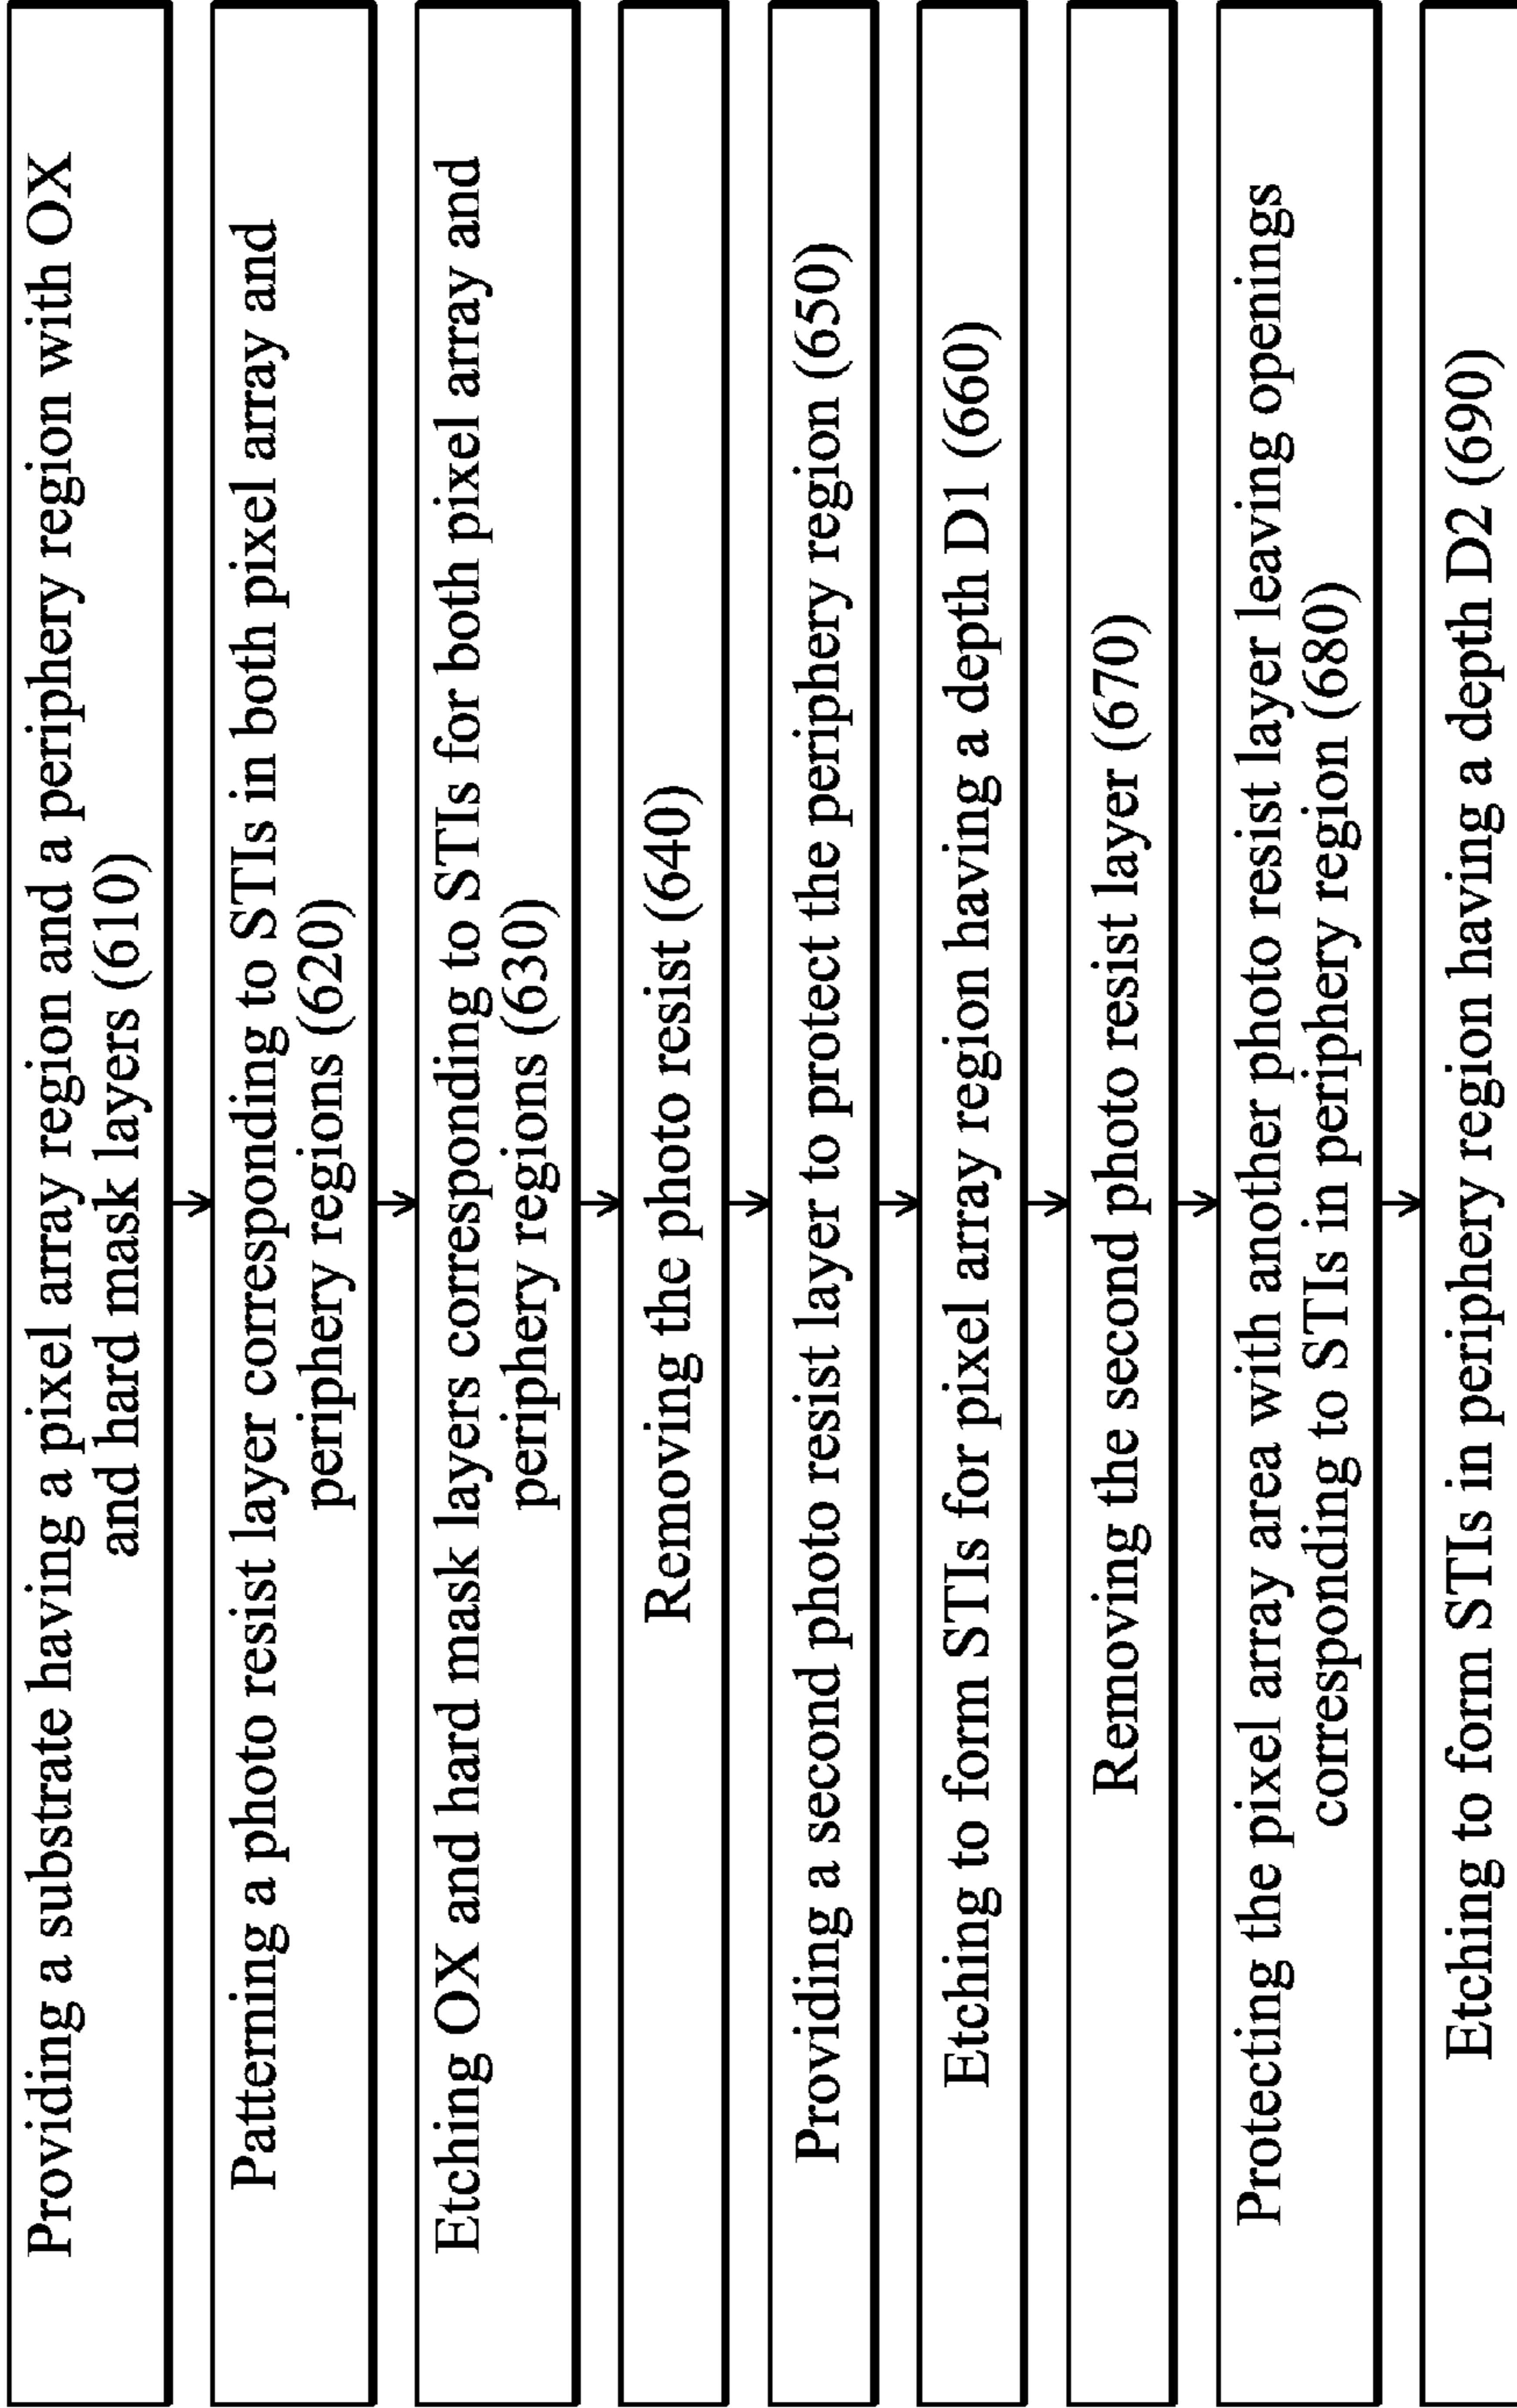 Providing a substrate having a pixel array region and a periphery region with OX
and hard mask layers (610)
Patterning a photo resist layer corresponding to STIs in both pixel array and
periphery regions (620)
Etching OX and hard mask layers corresponding to STIs for both pixel array and
periphery regions (630)
Removing the photo resist (640)
Providing a second photo resist layer to protect the periphery region (650)
Etching to form STIs for pixel array region having a depth D1 (660)
Removing the second photo resist layer (670)
Protecting the pixel array area with another photo resist layer leaving openings
corresponding to STIs in periphery region (680)
Etching to form STIs in periphery region having a depth D2 (690)